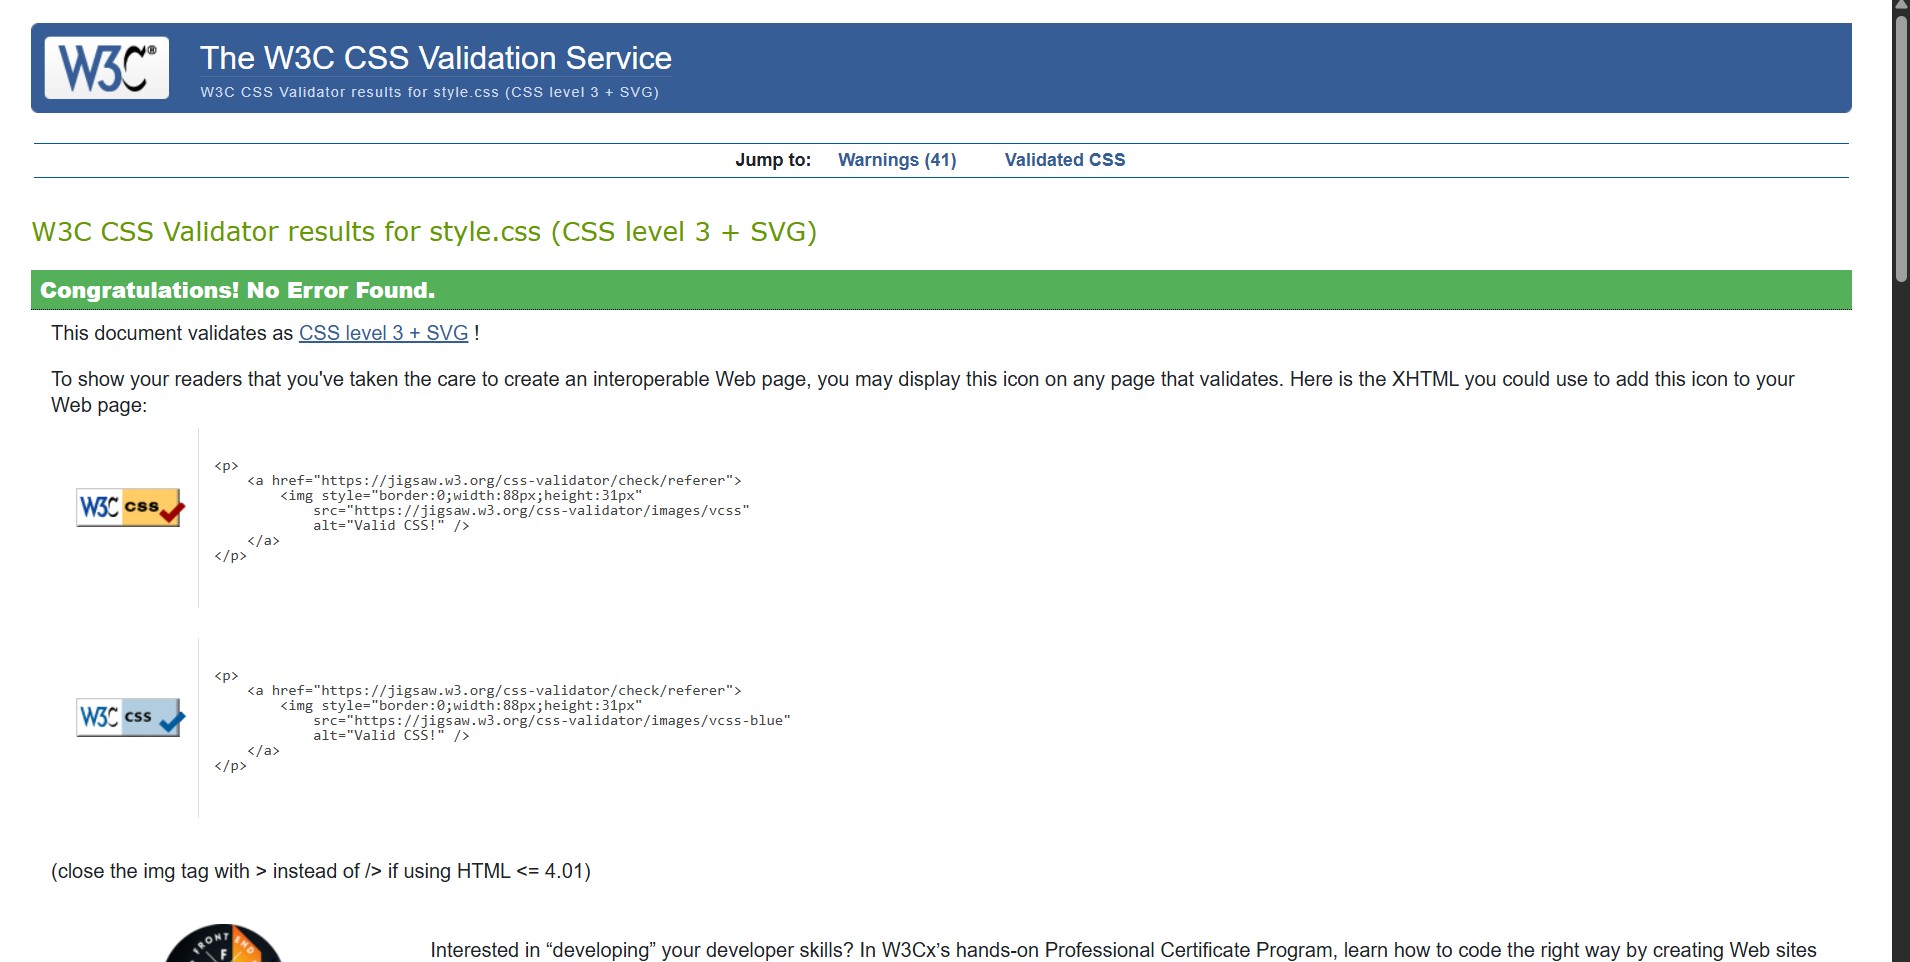 W3C®
The W3C CSS Validation Service
W3C CSS Validator results for style.css (CSS level 3 + SVG)
Jump to: Warnings (41) Validated CSS
W3C CSS Validator results for style.css (CSS level 3 + SVG)
Congratulations! No Error Found.
This document validates as CSS level 3 + SVG !
To show your readers that you've taken the care to create an interoperable Web page, you may display this icon on any page that validates. Here is the XHTML you could use to add this icon to your
Web page:
W3C css
<p>
    <a href="https://jigsaw.w3.org/css-validator/check/referer">
        <img style="border:0;width:88px;height:31px"
            src="https://jigsaw.w3.org/css-validator/images/vcss"
            alt="Valid CSS!" />
    </a>
</p>
W3C css
<p>
    <a href="https://jigsaw.w3.org/css-validator/check/referer">
        <img style="border:0;width:88px;height:31px"
            src="https://jigsaw.w3.org/css-validator/images/vcss-blue"
            alt="Valid CSS!" />
    </a>
</p>
(close the img tag with > instead of /> if using HTML <= 4.01)
FRONT END
F
Interested in “developing” your developer skills? In W3Cx’s hands-on Professional Certificate Program, learn how to code the right way by creating Web sites